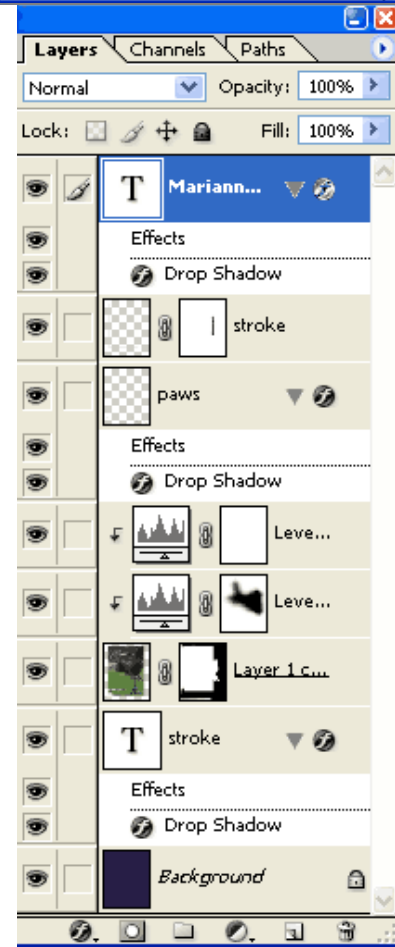 Layers Channels Paths
Normal Opacity: 100%
Lock: Fill: 100%
T Mariann...
Effects
Drop Shadow
stroke
paws
Effects
Drop Shadow
Leve...
Leve...
Layer 1 c...
T stroke
Effects
Drop Shadow
Background